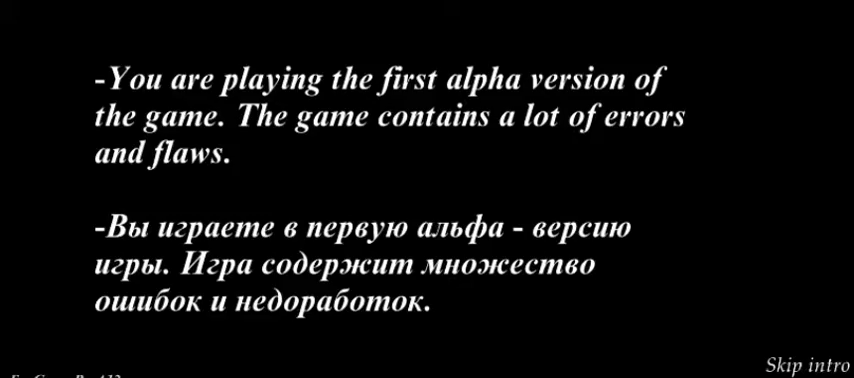 -You are playing the first alpha version of
the game. The game contains a lot of errors
and flaws.
-Вы играете в первую альфа - версию
игры. Игра содержит множество
ошибок и недоработок.
Skip intro